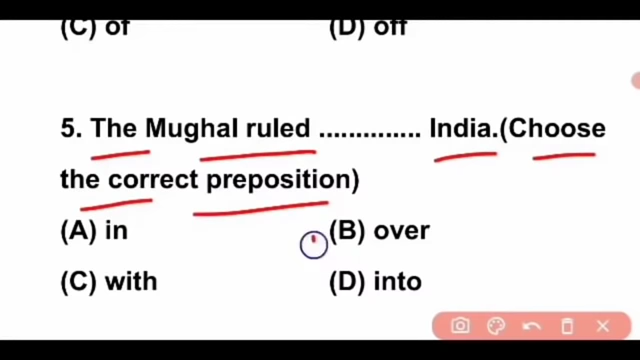 (C) of (D) off
5. The Mughal ruled .............. India.(Choose
the correct preposition)
(A) in (B) over
(C) with (D) into